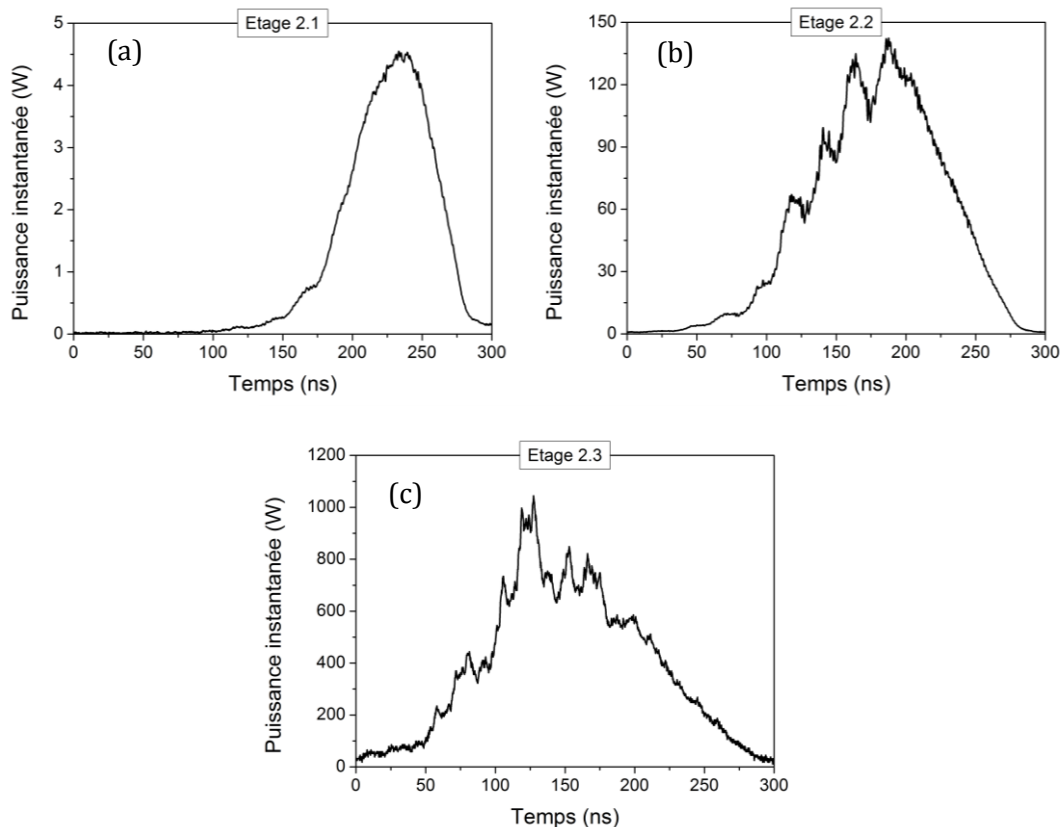 Etage 2.1
(a)
Puissance instantanée (W)
5
4
3
2
1
0
0 50 100 150 200 250 300
Temps (ns)
Etage 2.2
(b)
Puissance instantanée (W)
150
120
90
60
30
0
0 50 100 150 200 250 300
Temps (ns)
Etage 2.3
(c)
Puissance instantanée (W)
1200
1000
800
600
400
200
0
0 50 100 150 200 250 300
Temps (ns)